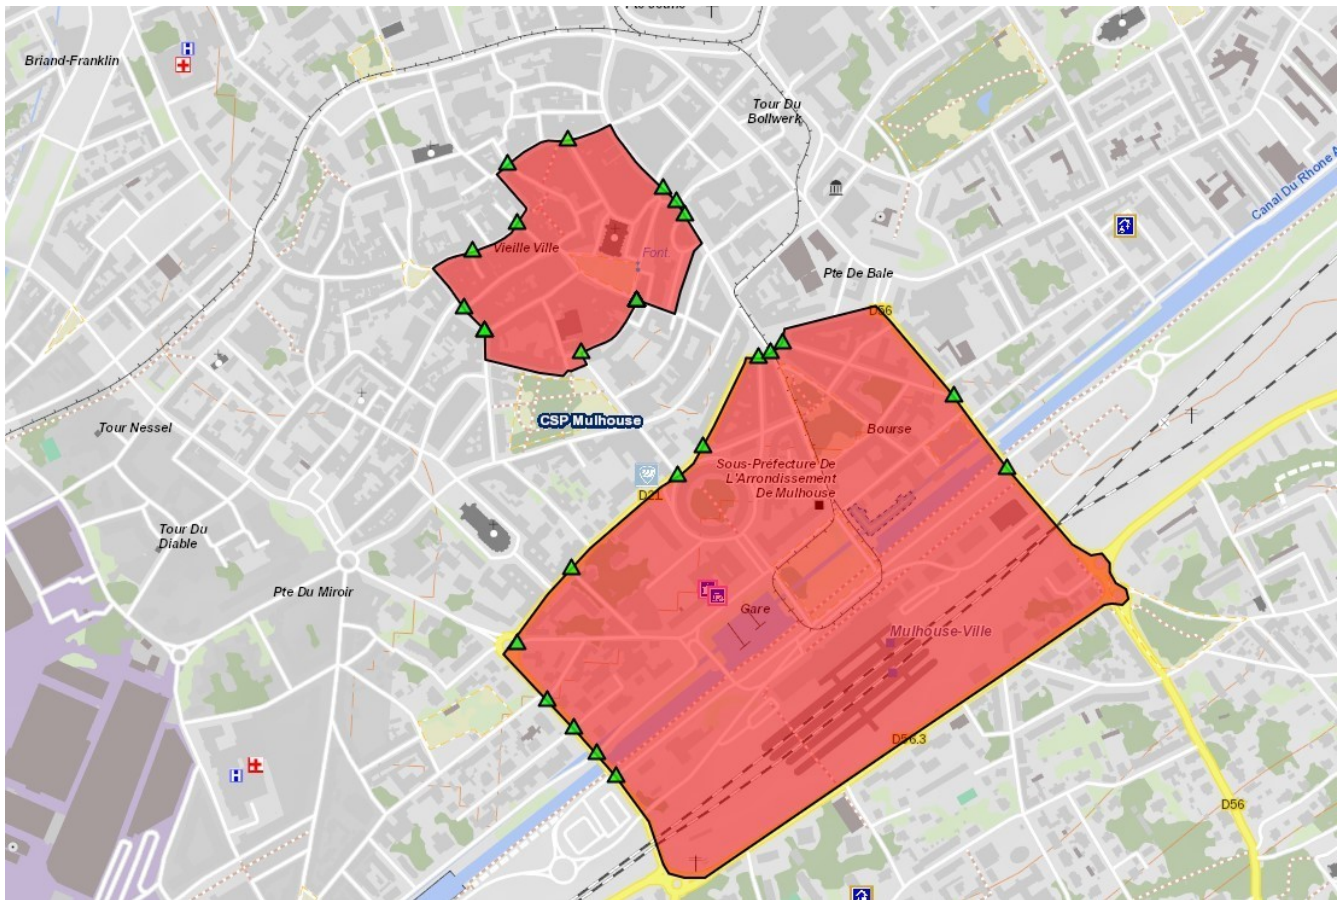 Briand-Franklin
Tour Du
Bollwerk
Canal Du Rhone A
Vieille Ville
Font.
Pte De Bale
D56
Tour Nessel
CSP Mulhouse
Bourse
Sous-Préfecture De
L'Arrondissement
De Mulhouse
D21
Tour Du
Diable
Pte Du Miroir
Gare
Mulhouse-Ville
D56.3
D56
H
H